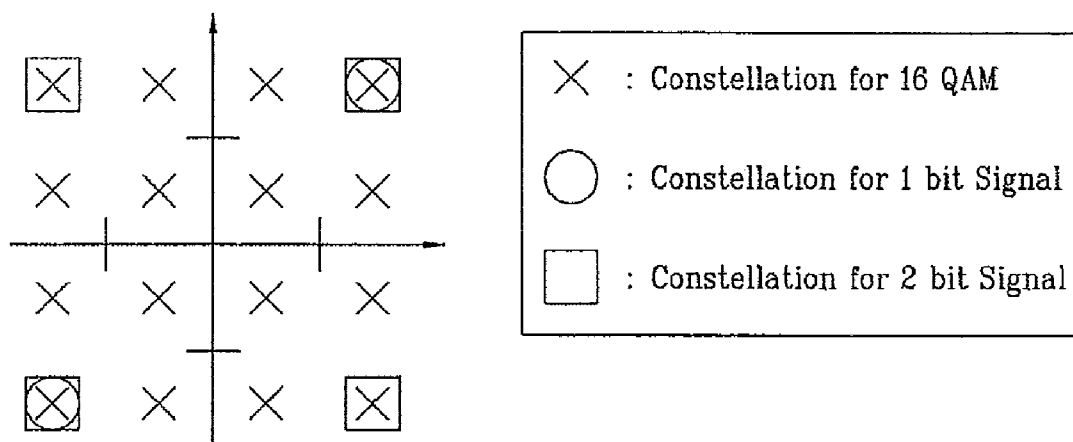 : Constellation for 16 QAM
: Constellation for 1 bit Signal
: Constellation for 2 bit Signal